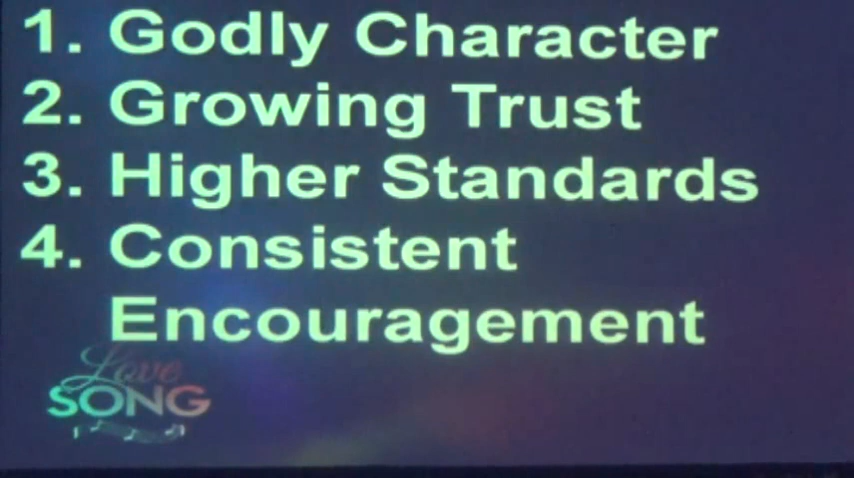 1. Godly Character
2. Growing Trust
3. Higher Standards
4. Consistent
Encouragement
Love
SONG